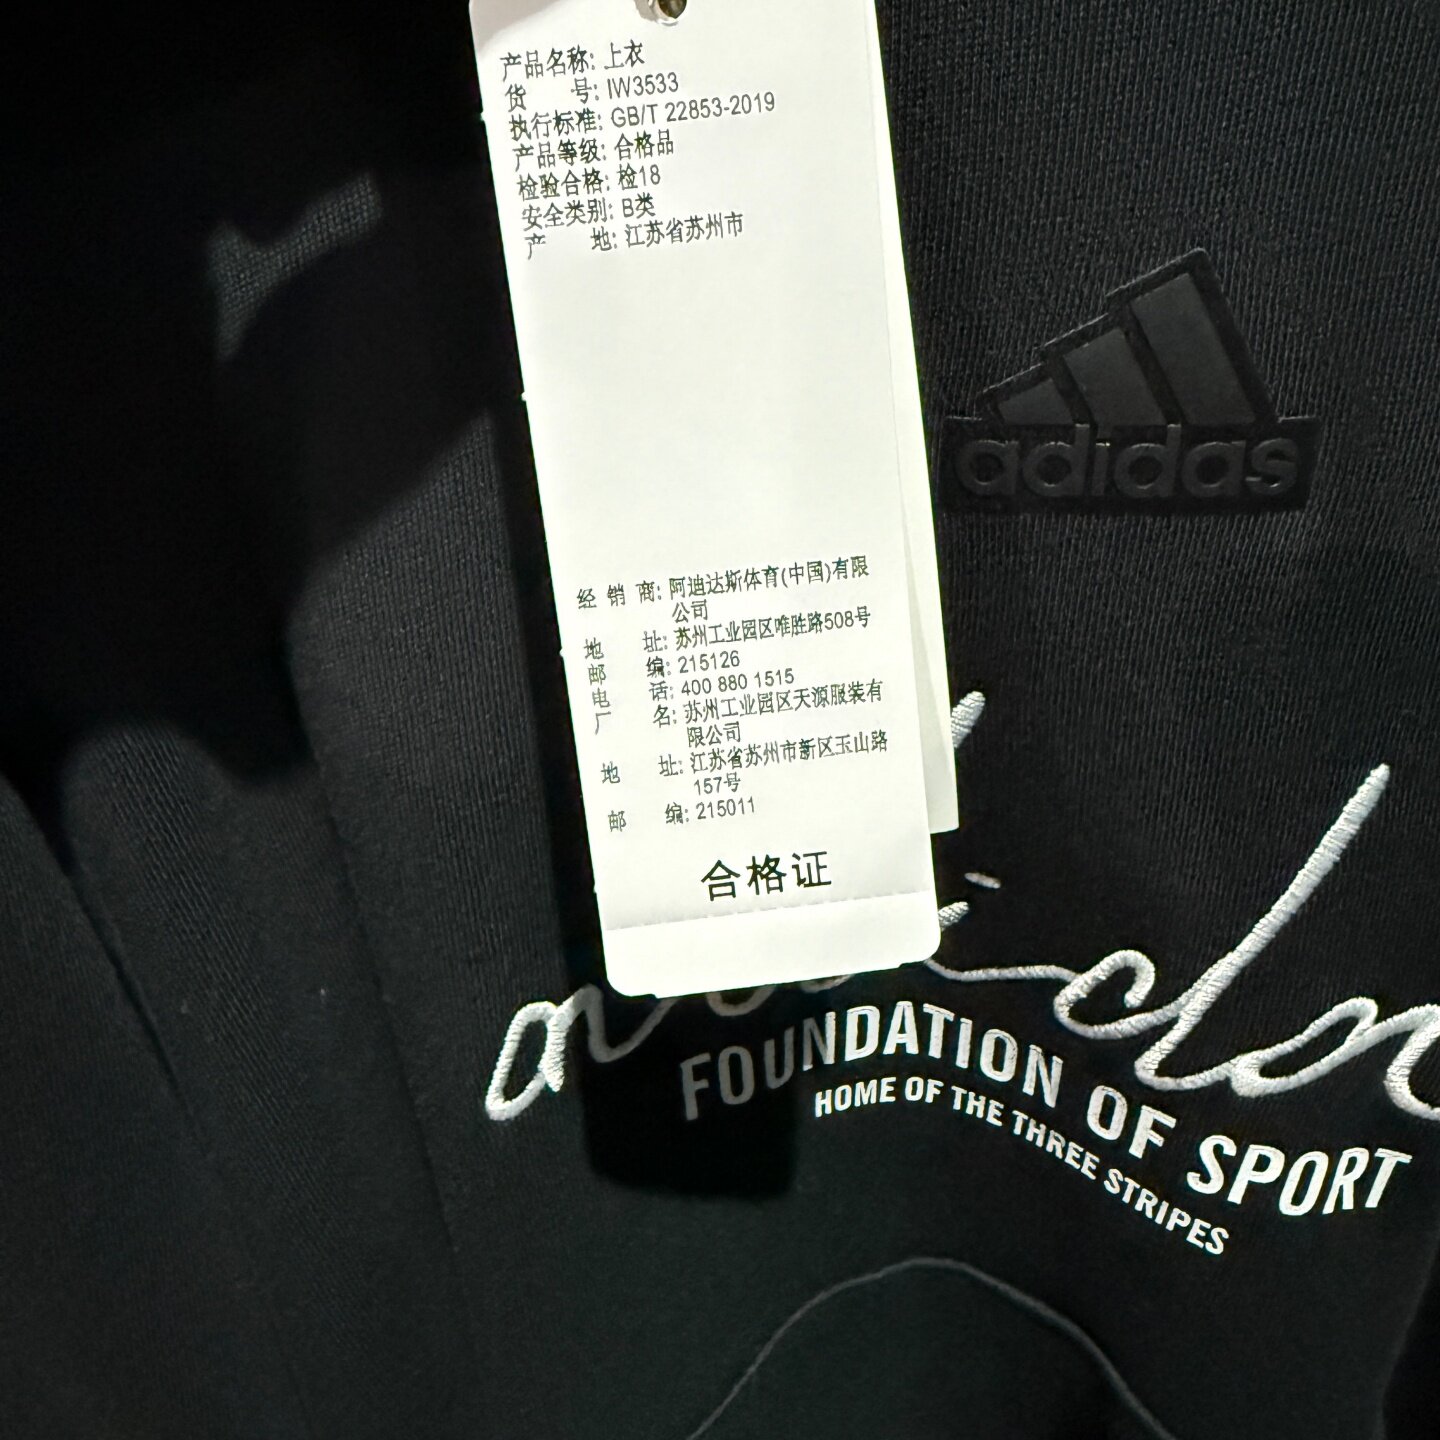 产品名称: 上衣
货 号: IW3533
执行标准: GB/T 22853-2019
产品等级: 合格品
检验合格: 检18
安全类别: B类
产 地: 江苏省苏州市
经 销 商: 阿迪达斯体育(中国)有限
公司
地 址: 苏州工业园区唯胜路508号
邮 编: 215126
电 话: 400 880 1515
厂 名: 苏州工业园区天源服装有
限公司
地 址: 江苏省苏州市新区玉山路
157号
邮 编: 215011
合格证
adidas
FOUNDATION OF SPORT
HOME OF THE THREE STRIPES